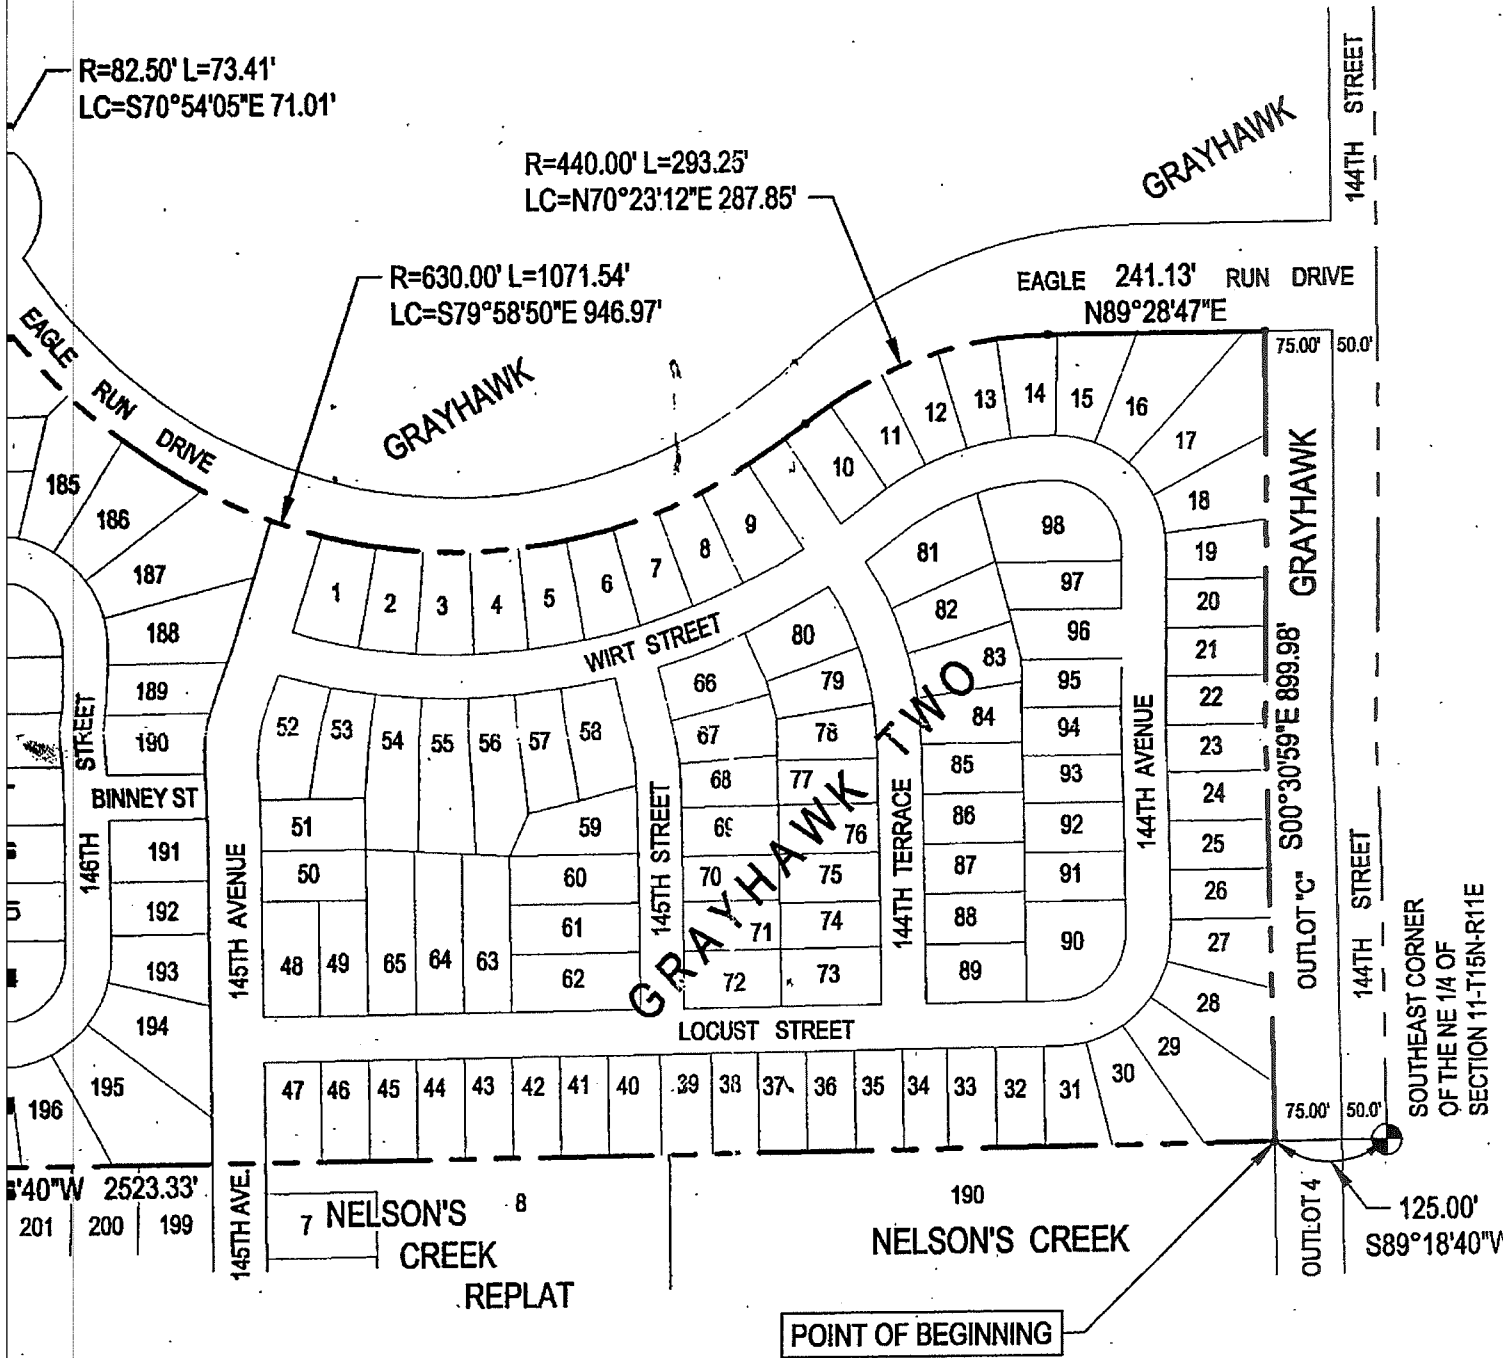 R=82.50' L=73.41'
LC=S70°54'05"E 71.01'
R=440.00' L=293.25'
LC=N70°23'12"E 287.85'
GRAYHAWK
144TH STREET
R=630.00' L=1071.54'
LC=S79°58'50"E 946.97'
EAGLE 241.13' RUN DRIVE
N89°28'47"E
75.00' 50.0'
EAGLE RUN DRIVE
GRAYHAWK
1 2 3 4 5 6 7 8 9 10 11 12 13 14 15 16 17
18
19
20
21
22
23
24
25
26
27
28
29
30
185
186
187
188
189
190
BINNEY ST
191
192
193
194
195
196
146TH STREET
145TH AVENUE
WIRT STREET
52 53 54 55 56 57 58
51
50
59
60
61
62
48 49 65 64 63
145TH STREET
66
67
68
69
70
71
72
80
79
78
77
76
75
74
73
144TH TERRACE
81
82
83
84
85
86
87
88
89
98
97
96
95
94
93
92
91
90
144TH AVENUE
GRAYHAWK TWO
LOCUST STREET
47 46 45 44 43 42 41 40 39 38 37 36 35 34 33 32 31
S00°30'59"E 899.98'
OUTLOT "C" GRAYHAWK
144TH STREET
SOUTHEAST CORNER
OF THE NE 1/4 OF
SECTION 11-T15N-R11E
75.00' 50.0'
'40"W 2523.33'
201 200 199
145TH AVE.
7 NELSON'S
CREEK
REPLAT
8
190
NELSON'S CREEK
OUTLOT 4
125.00'
S89°18'40"W
POINT OF BEGINNING